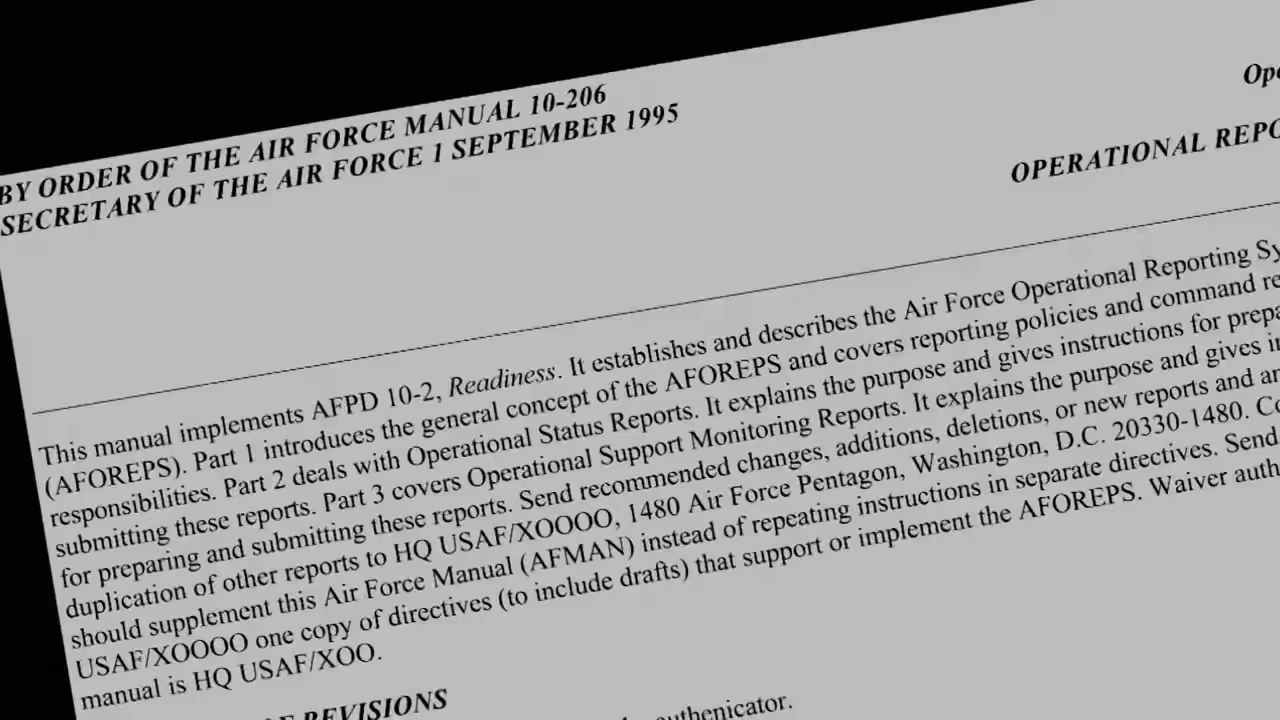 BY ORDER OF THE AIR FORCE MANUAL 10-206
SECRETARY OF THE AIR FORCE 1 SEPTEMBER 1995
OPERATIONAL
This manual implements AFPD 10-2, Readiness. It establishes and describes the Air Force Operational Reporting
(AFOREPS). Part 1 introduces the general concept of the AFOREPS and covers reporting policies and command
responsibilities. Part 2 deals with Operational Status Reports. It explains the purpose and gives instructions for
submitting these reports. Part 3 covers Operational Support Monitoring Reports. It explains the purpose and gives
for preparing and submitting these reports. Send recommended changes, additions, deletions, or new reports and
duplication of other reports to HQ USAF/XOOOO, 1480 Air Force Pentagon, Washington, D.C. 20330-1480.
should supplement this Air Force Manual (AFMAN) instead of repeating instructions in separate directives. Send
USAF/XOOOO one copy of directives (to include drafts) that support or implement the AFOREPS. Waiver
manual is HQ USAF/XOO.
REVISIONS
authenicator.